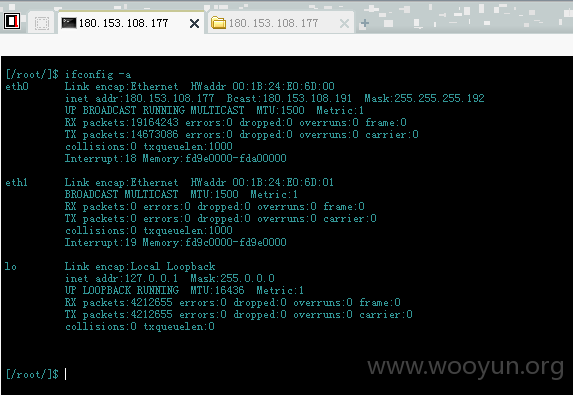 180.153.108.177 180.153.108.177
[/root/]$ ifconfig -a
eth0 Link encap:Ethernet HWaddr 00:1B:24:E0:6D:00
inet addr:180.153.108.177 Bcast:180.153.108.191 Mask:255.255.255.192
UP BROADCAST RUNNING MULTICAST MTU:1500 Metric:1
RX packets:19164243 errors:0 dropped:0 overruns:0 frame:0
TX packets:14673086 errors:0 dropped:0 overruns:0 carrier:0
collisions:0 txqueuelen:1000
Interrupt:18 Memory:fd9e0000-fda00000
eth1 Link encap:Ethernet HWaddr 00:1B:24:E0:6D:01
BROADCAST MULTICAST MTU:1500 Metric:1
RX packets:0 errors:0 dropped:0 overruns:0 frame:0
TX packets:0 errors:0 dropped:0 overruns:0 carrier:0
collisions:0 txqueuelen:1000
Interrupt:19 Memory:fd9c0000-fd9e0000
lo Link encap:Local Loopback
inet addr:127.0.0.1 Mask:255.0.0.0
UP LOOPBACK RUNNING MTU:16436 Metric:1
RX packets:4212655 errors:0 dropped:0 overruns:0 frame:0
TX packets:4212655 errors:0 dropped:0 overruns:0 carrier:0
collisions:0 txqueuelen:0
[/root/]$
www.wooyun.org